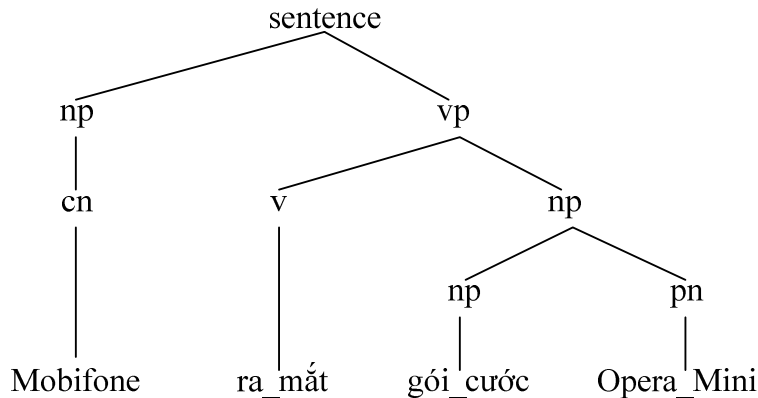 sentence
np vp
cn v np
np pn
Mobifone ra_mắt gói_cước Opera_Mini